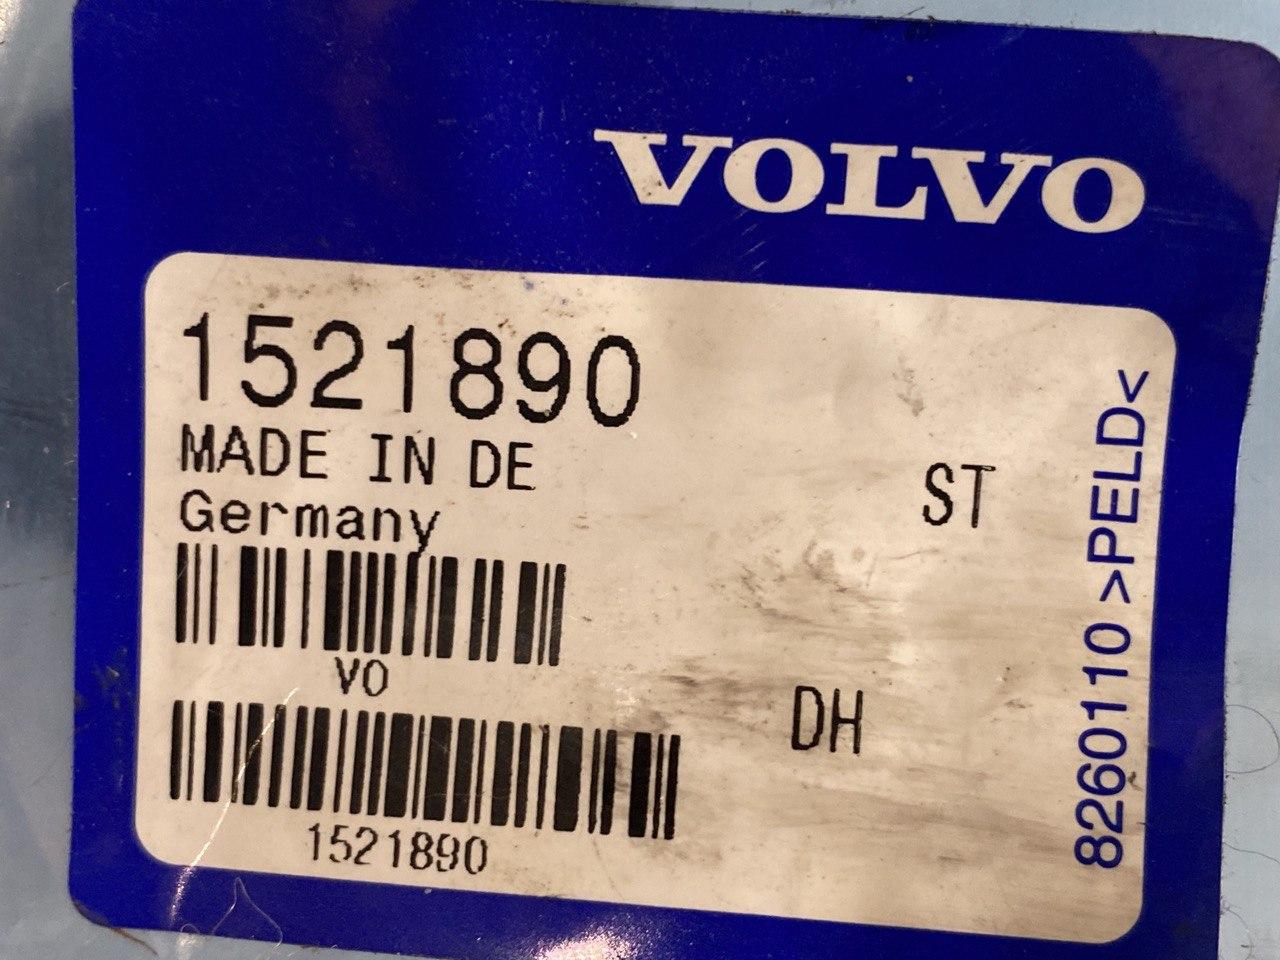 VOLVO
1521890
MADE IN DE
Germany
ST
VO
DH
1521890
8260110 >PELD<